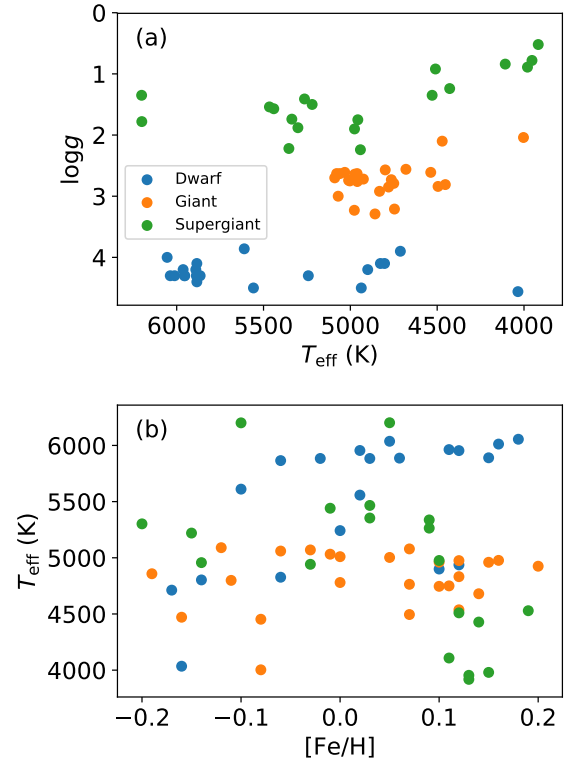 (a)
0
1
2
3
4
logg
Dwarf
Giant
Supergiant
6000 5500 5000 4500 4000
T_eff (K)
(b)
6000
5500
5000
4500
4000
T_eff (K)
−0.2 −0.1 0.0 0.1 0.2
[Fe/H]